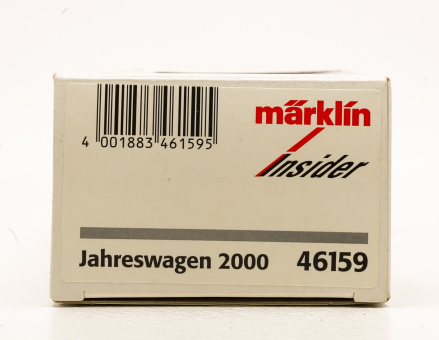 märklin
Insider
4 001883 461595
Jahreswagen 2000 46159